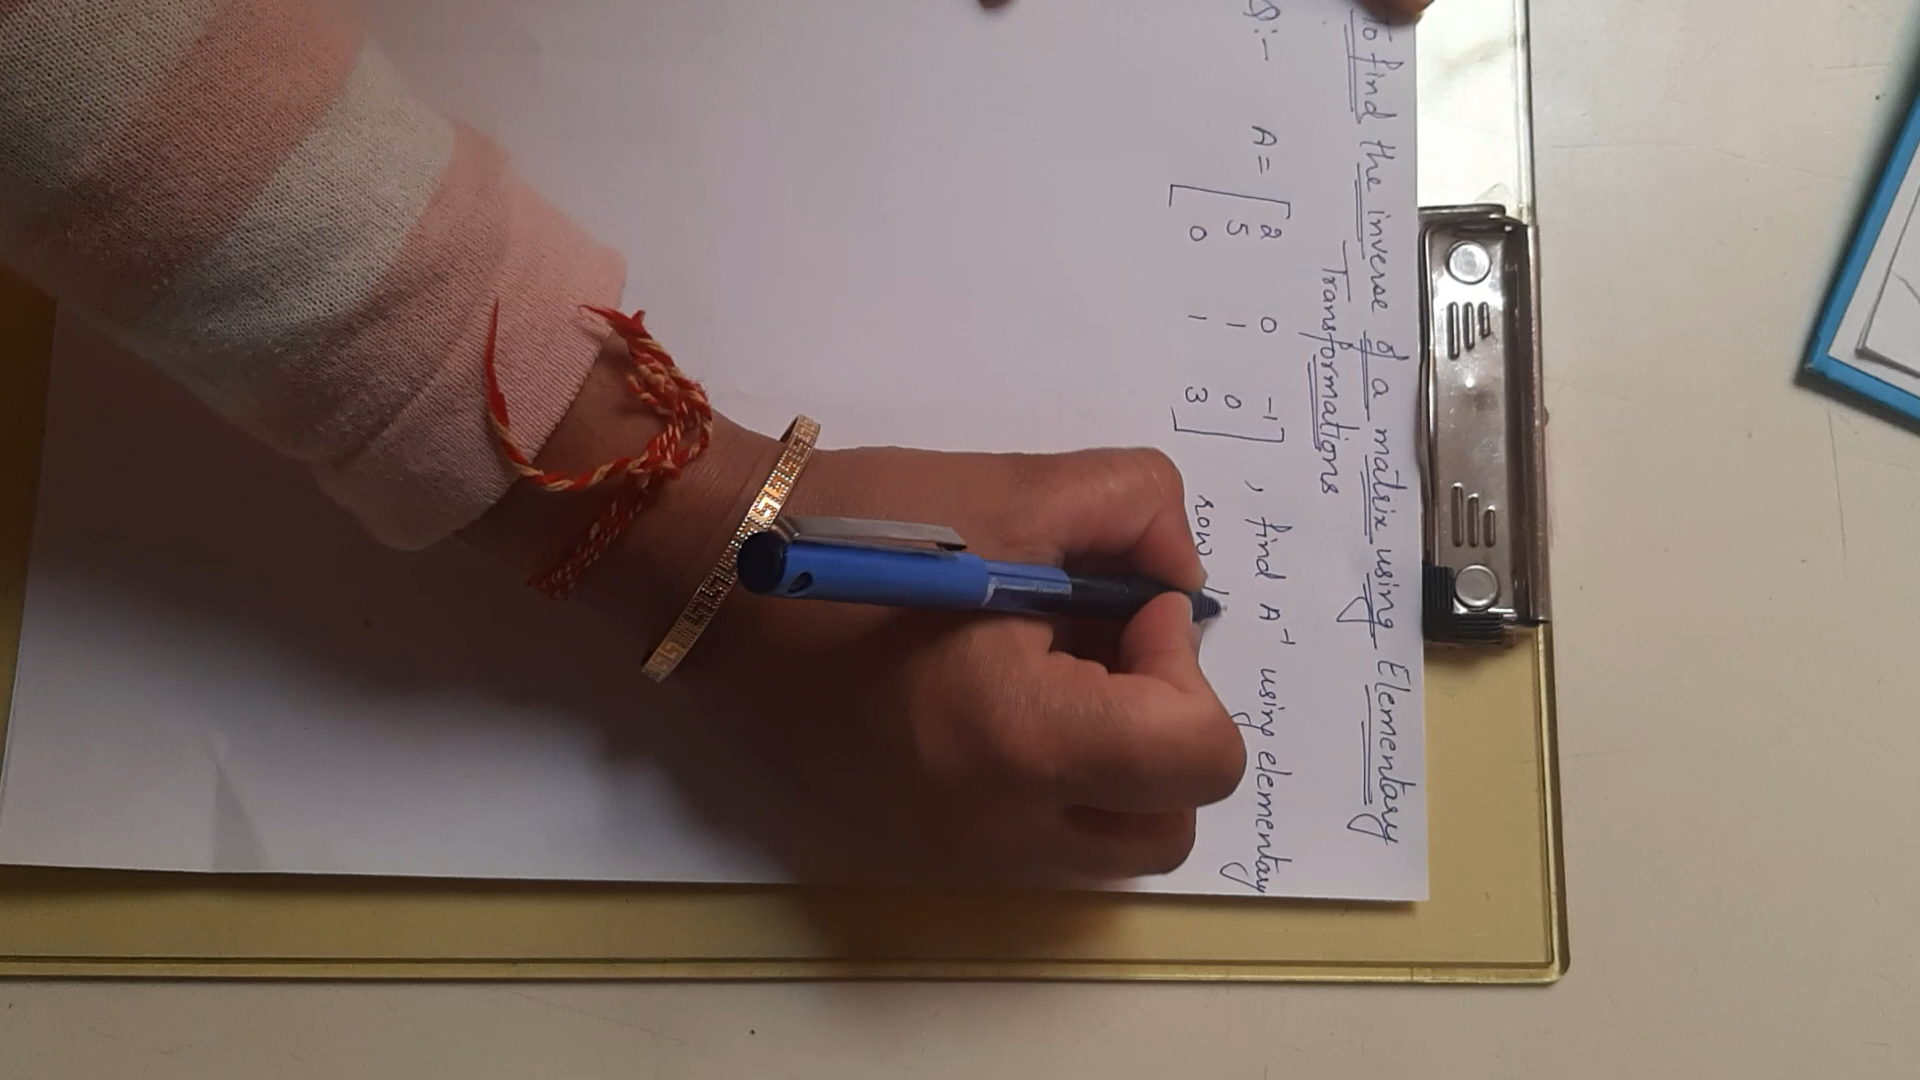 To find the inverse of a matrix using Elementary
Transformations
Q:- A = [2 0 -1], find A⁻¹ using elementary
5 1 0
0 1 3 row